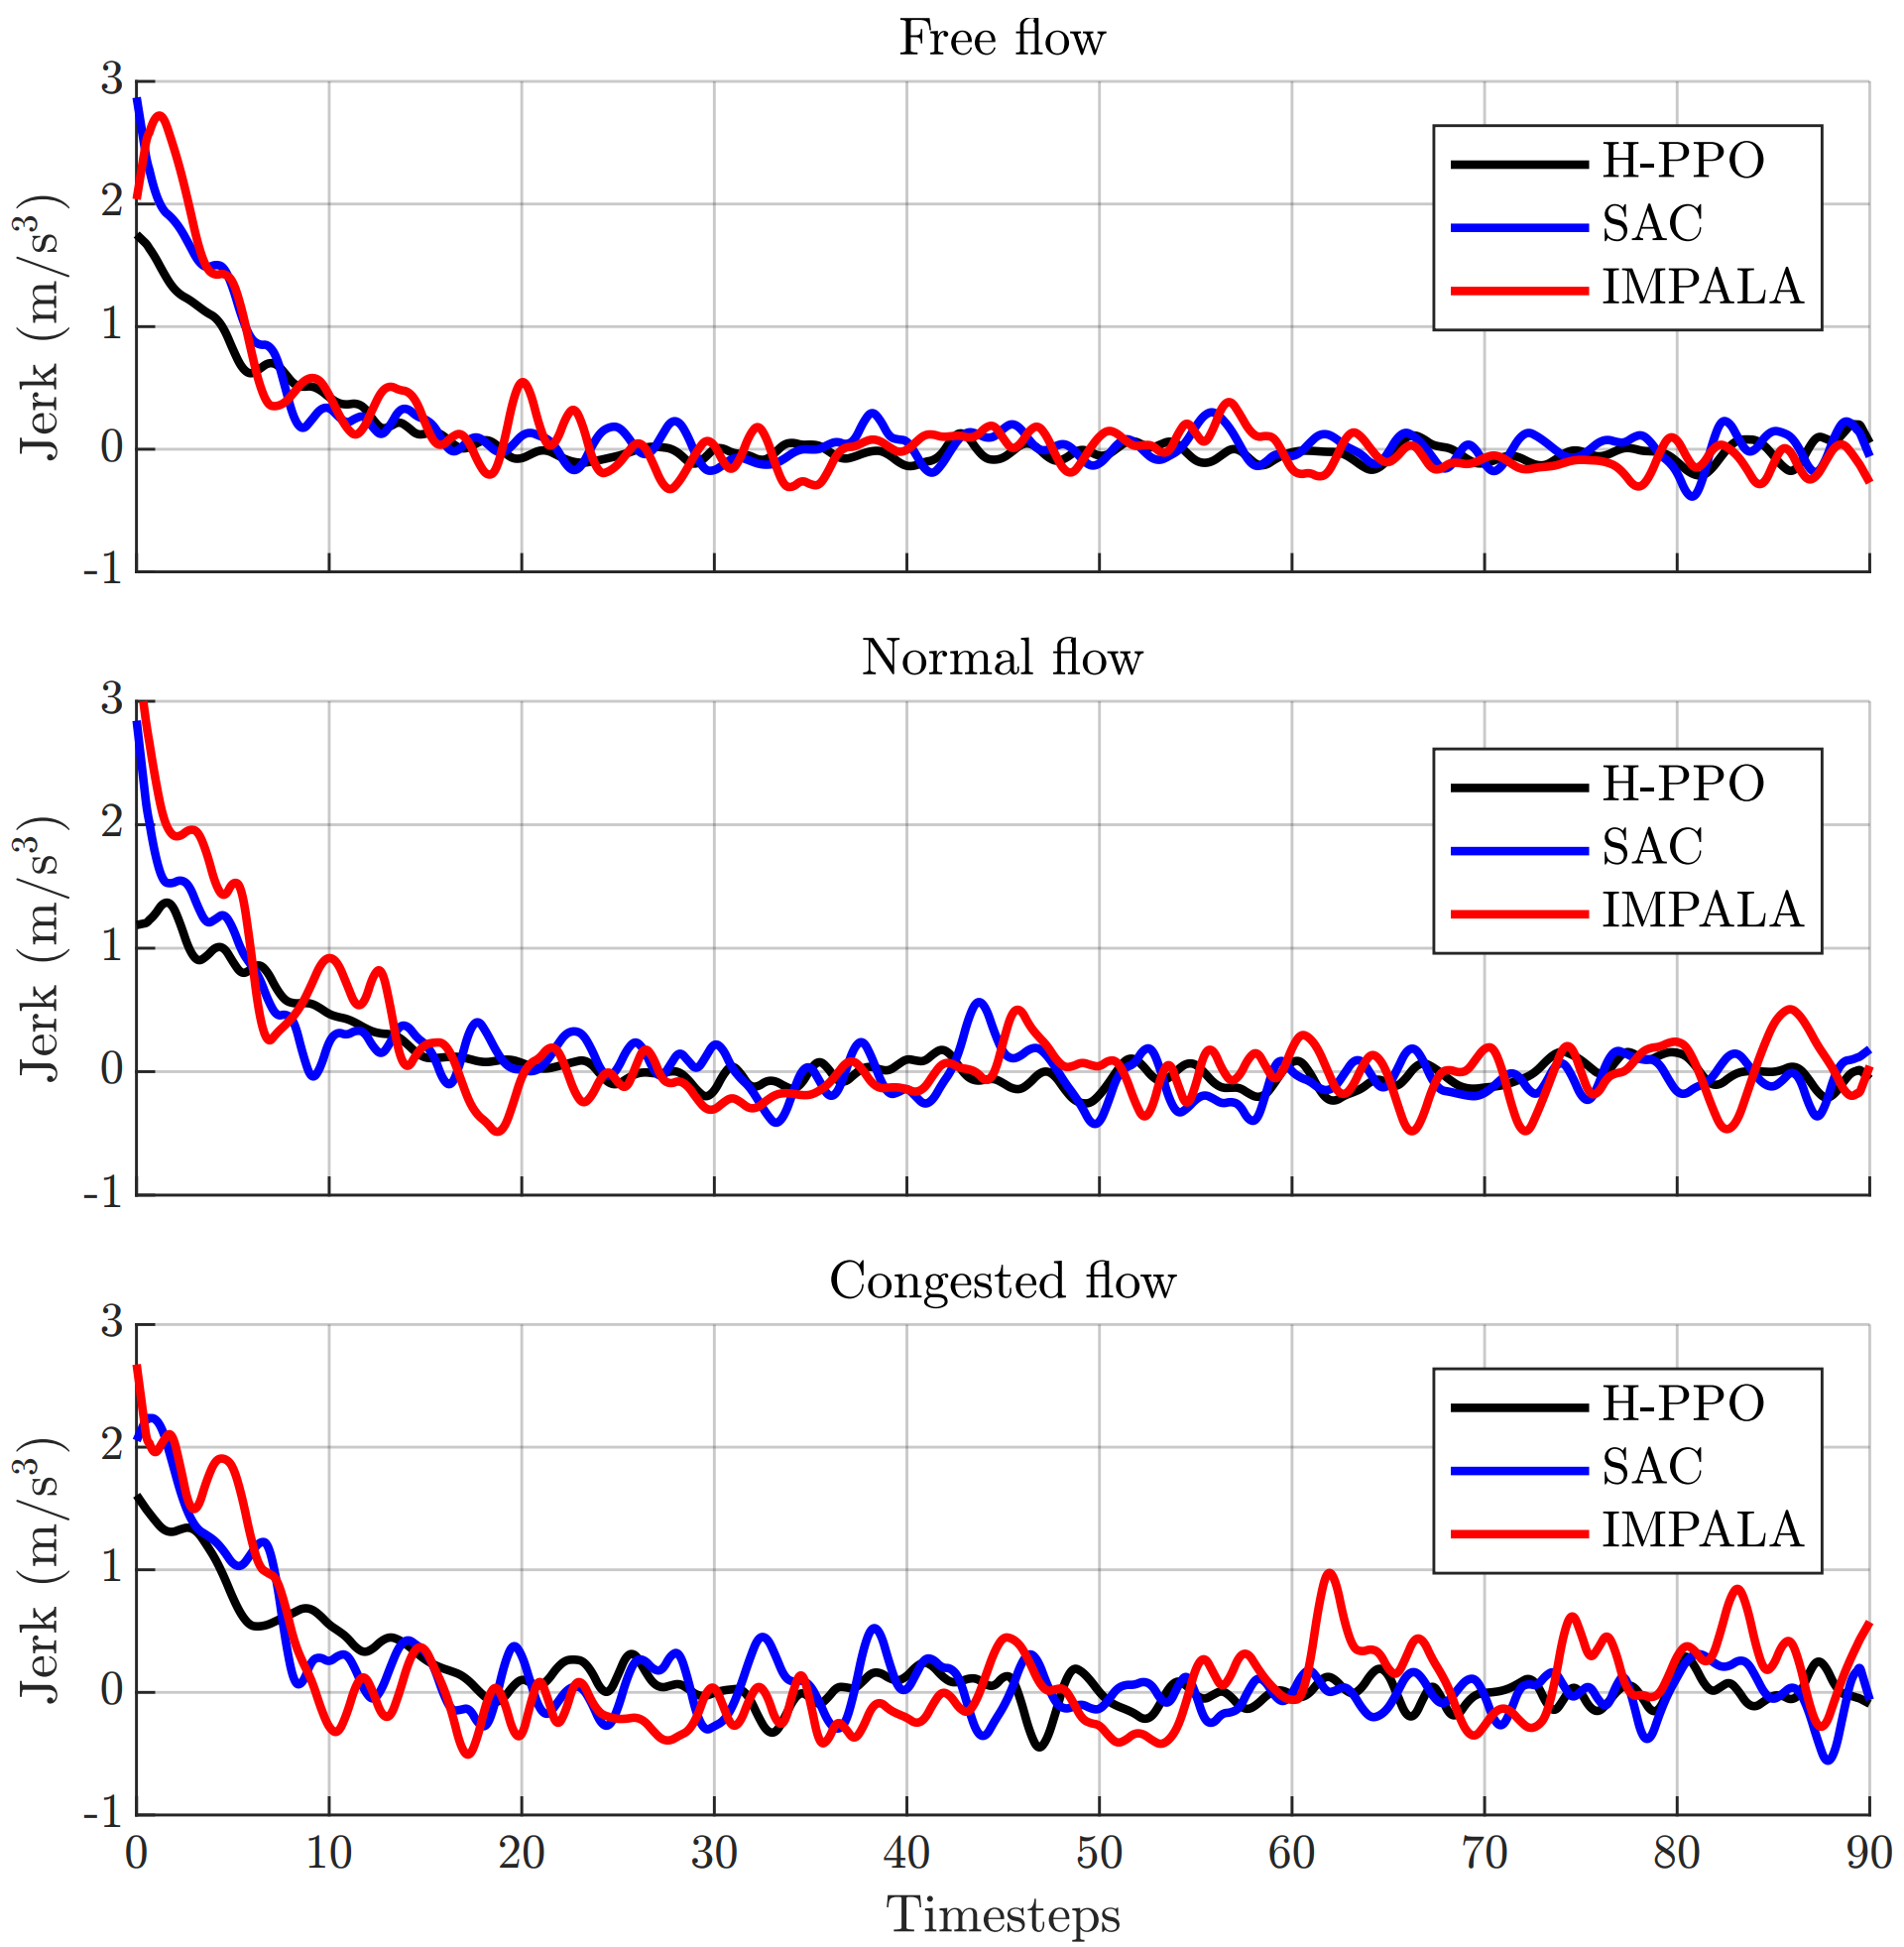 Free flow
3
2
1
0
-1
Jerk (m/s³)
H-PPO
SAC
IMPALA
Normal flow
3
2
1
0
-1
Jerk (m/s³)
H-PPO
SAC
IMPALA
Congested flow
3
2
1
0
-1
Jerk (m/s³)
H-PPO
SAC
IMPALA
0 10 20 30 40 50 60 70 80 90
Timesteps